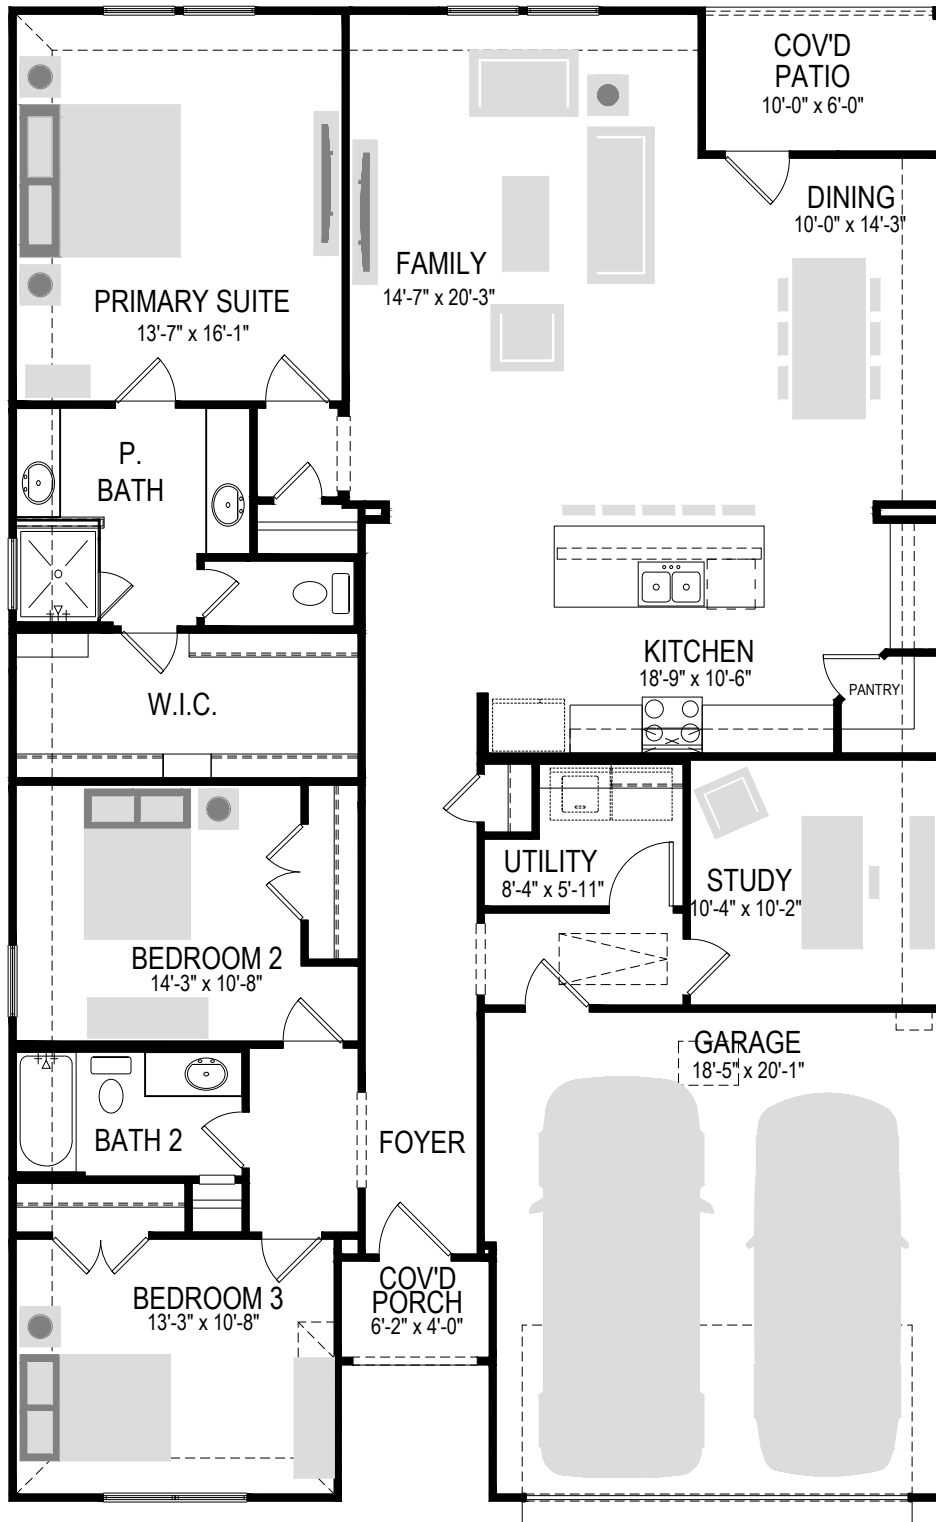 COV'D
PATIO
10'-0" x 6'-0"
DINING
10'-0" x 14'-3"
FAMILY
14'-7" x 20'-3"
PRIMARY SUITE
13'-7" x 16'-1"
P.
BATH
KITCHEN
18'-9" x 10'-6"
PANTRY
W.I.C.
UTILITY
8'-4" x 5'-11"
STUDY
10'-4" x 10'-2"
BEDROOM 2
14'-3" x 10'-8"
GARAGE
18'-5" x 20'-1"
BATH 2
FOYER
COV'D
PORCH
6'-2" x 4'-0"
BEDROOM 3
13'-3" x 10'-8"